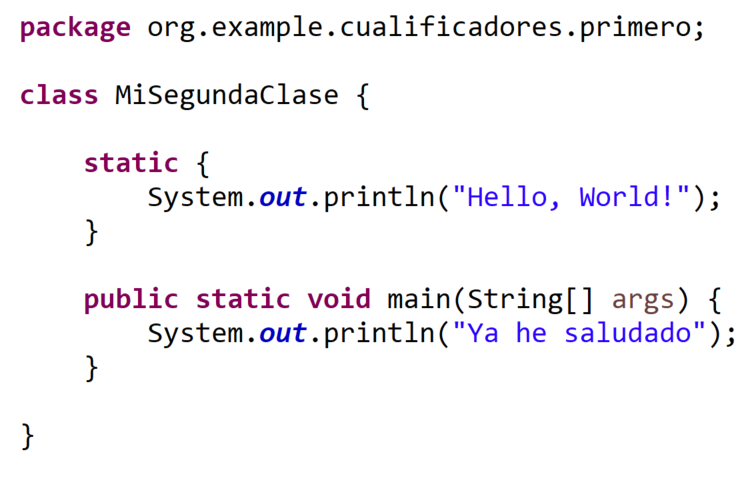 package org.example.cualificadores.primero;
class MiSegundaClase {
static {
System.out.println("Hello, World!");
}
public static void main(String[] args) {
System.out.println("Ya he saludado");
}
}